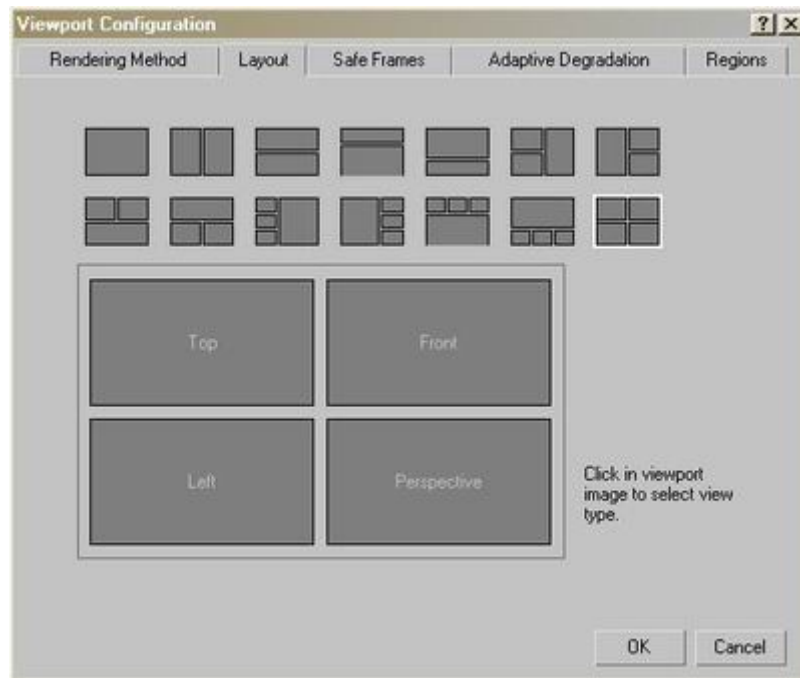 Viewport Configuration
Rendering Method Layout Safe Frames Adaptive Degradation Regions
Top Front
Left Perspective
Click in viewport
image to select view
type.
OK Cancel